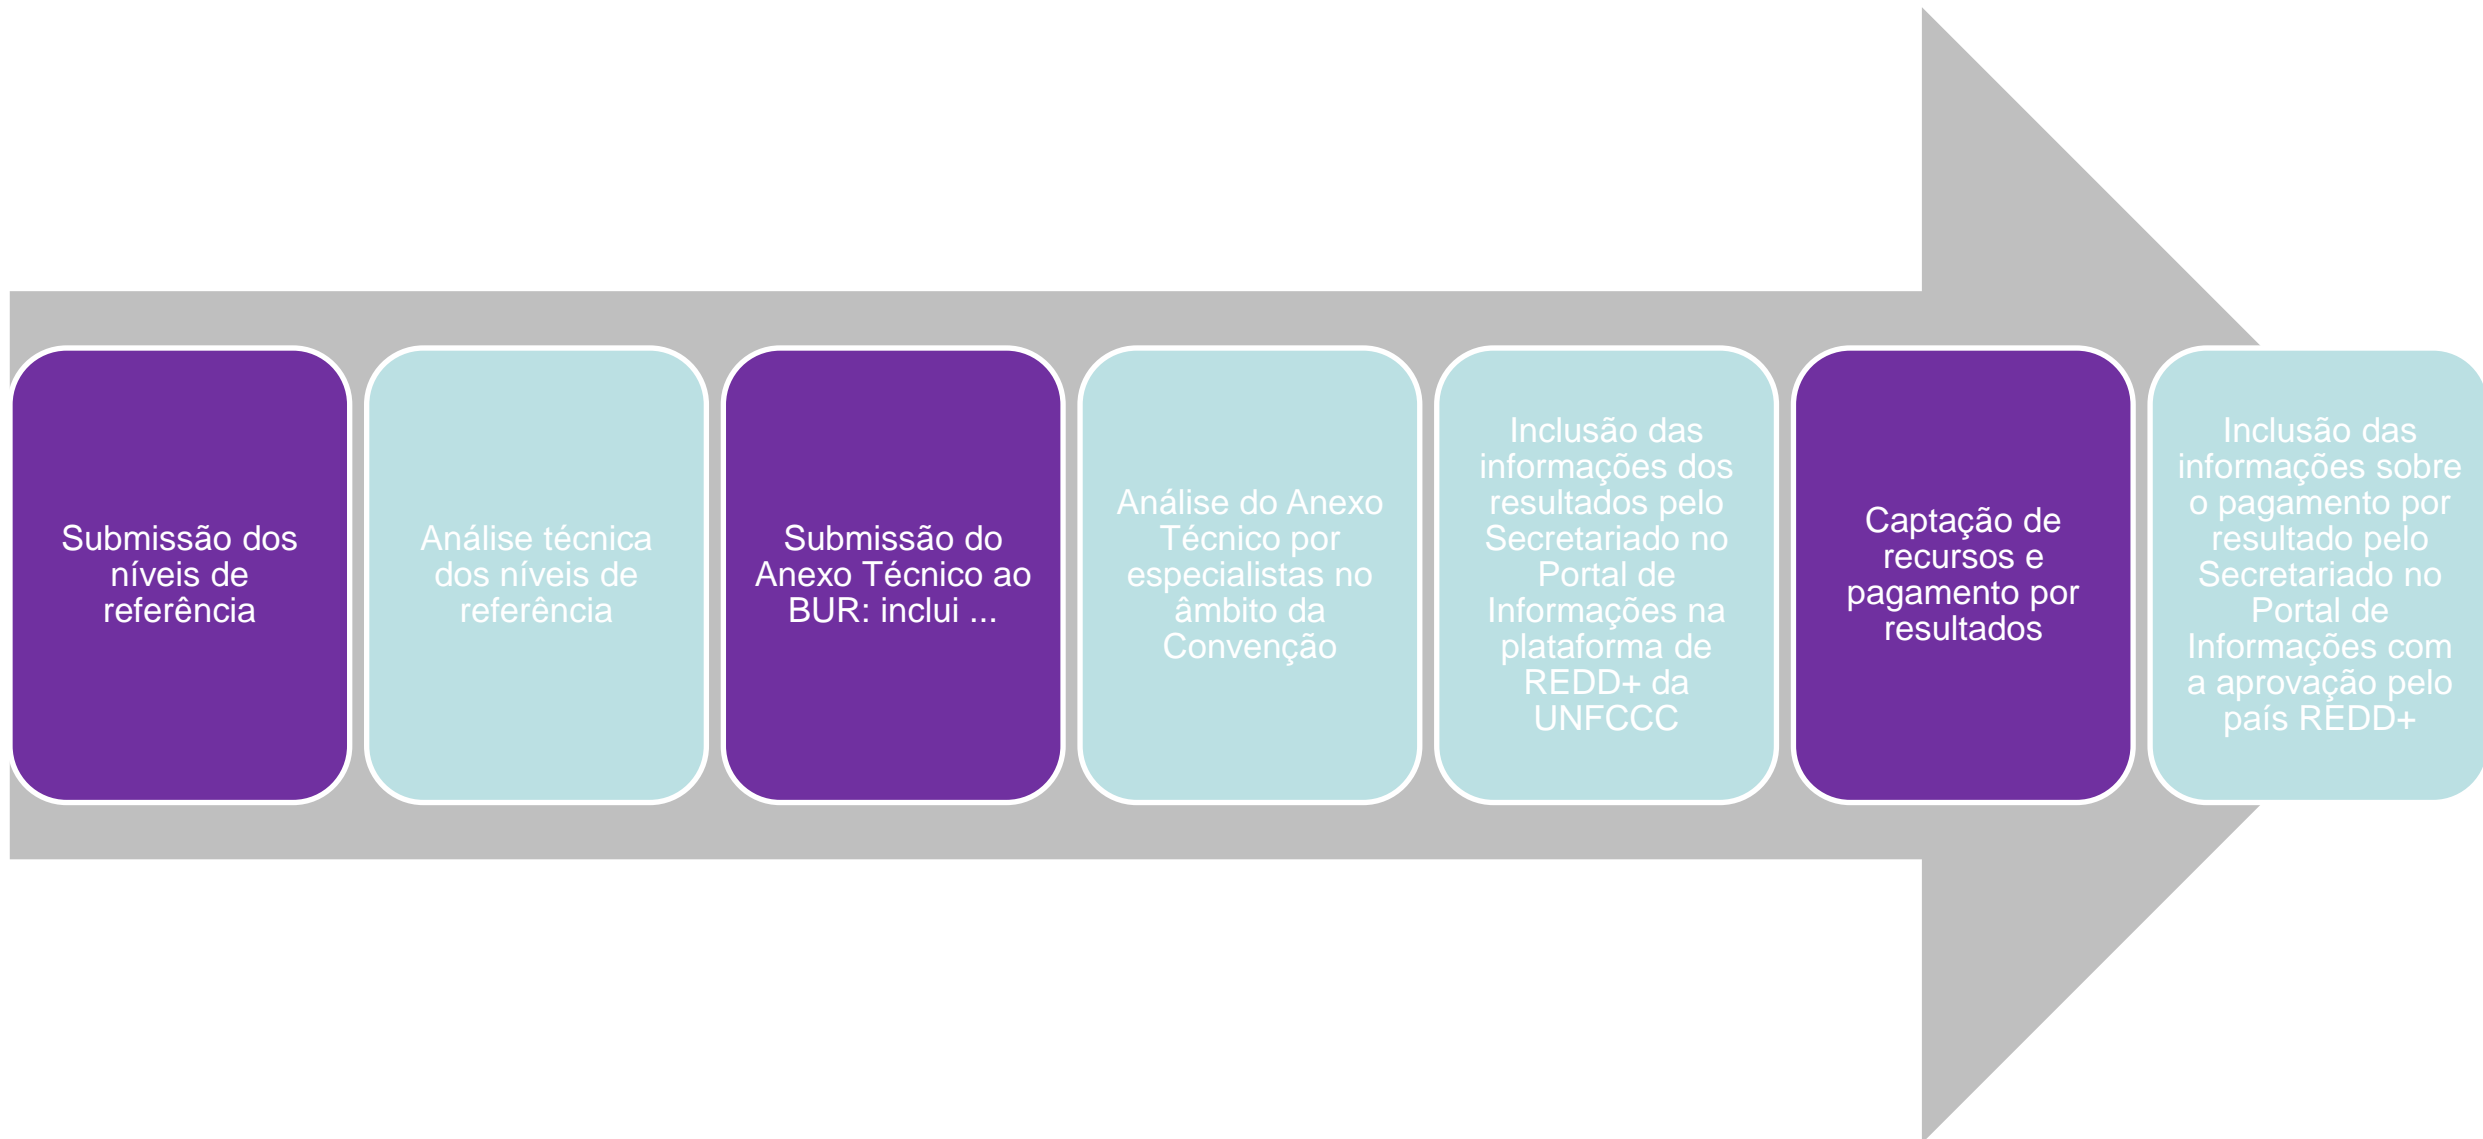 Submissão dos
níveis de
referência
Análise técnica
dos níveis de
referência
Submissão do
Anexo Técnico ao
BUR: inclui ...
Análise do Anexo
Técnico por
especialistas no
âmbito da
Convenção
Inclusão das
informações dos
resultados pelo
Secretariado no
Portal de
Informações na
plataforma de
REDD+ da
UNFCCC
Captação de
recursos e
pagamento por
resultados
Inclusão das
informações sobre
o pagamento por
resultado pelo
Secretariado no
Portal de
Informações com
a aprovação pelo
país REDD+